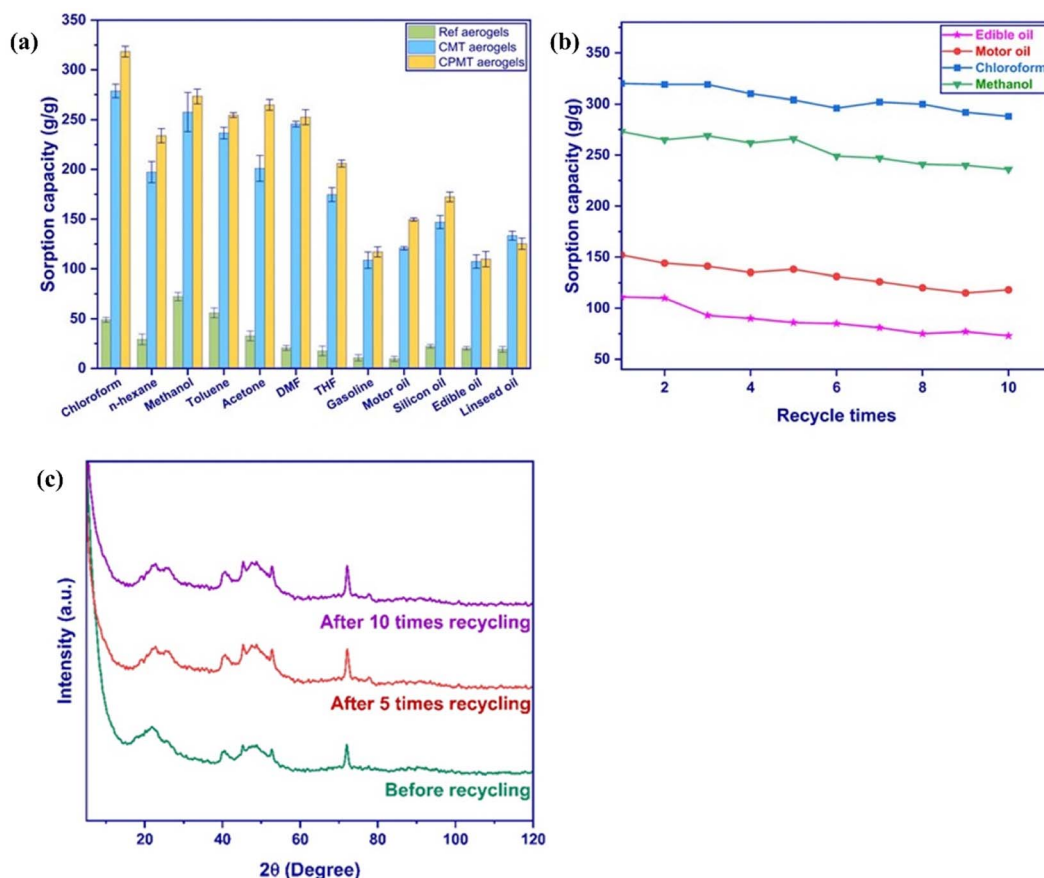 (a)
350
300
250
200
150
100
50
0
Sorption capacity (g/g)
Ref aerogels
CMT aerogels
CPMT aerogels
Chloroform
n-hexane
Methanol
Toluene
Acetone
DMF
THF
Gasoline
Motor oil
Silicon oil
Edible oil
Linseed oil
(b)
350
300
250
200
150
100
50
Sorption capacity (g/g)
Edible oil
Motor oil
Chloroform
Methanol
2 4 6 8 10
Recycle times
(c)
Intensity (a.u.)
After 10 times recycling
After 5 times recycling
Before recycling
20 40 60 80 100 120
2θ (Degree)